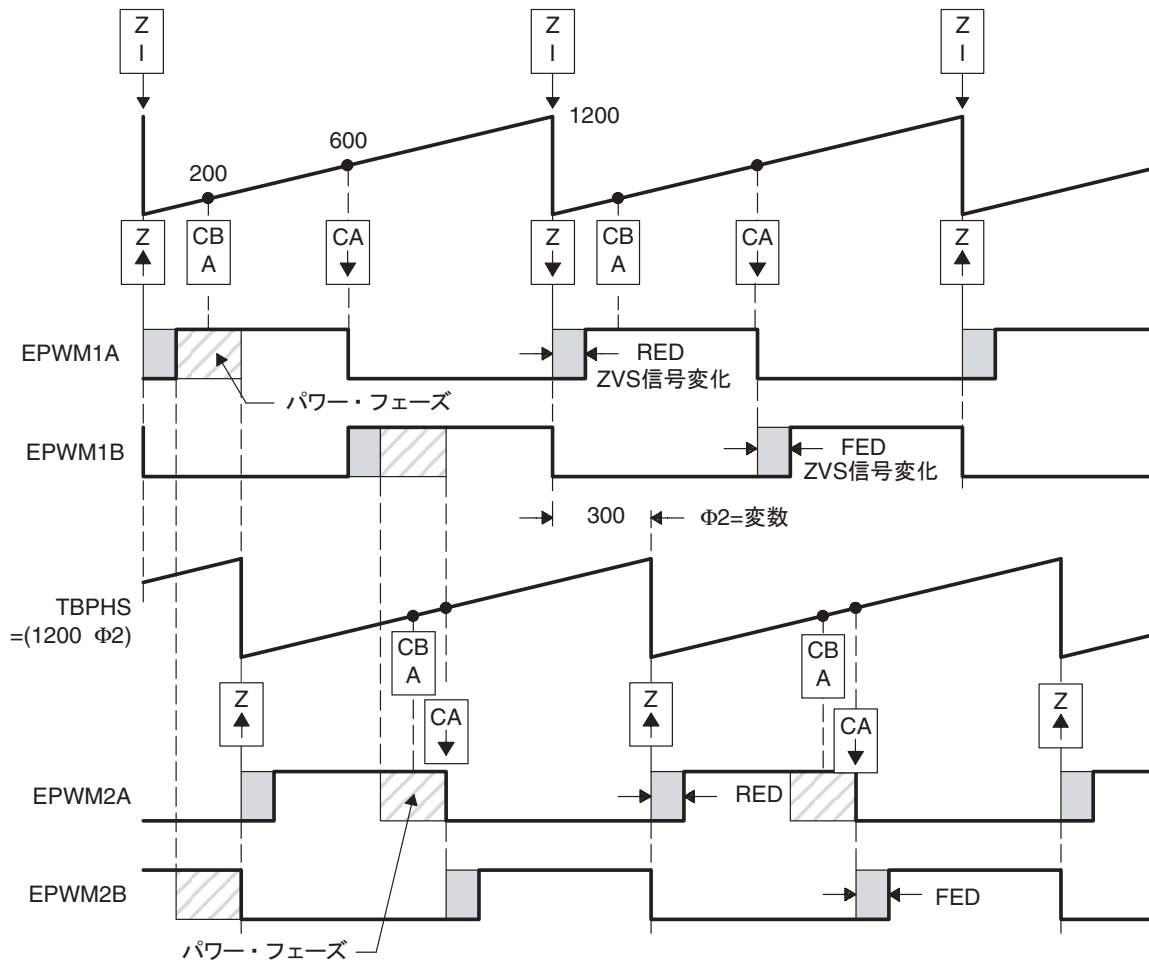 Z
I
Z
I
Z
I
1200
600
200
Z
CB
A
CA
Z
CB
A
CA
Z
EPWM1A
RED
ZVS信号変化
パワー・フェーズ
EPWM1B
FED
ZVS信号変化
300
Φ2=変数
TBPHS
=(1200 Φ2)
CB
A
CB
A
Z
CA
Z
CA
Z
EPWM2A
RED
EPWM2B
FED
パワー・フェーズ